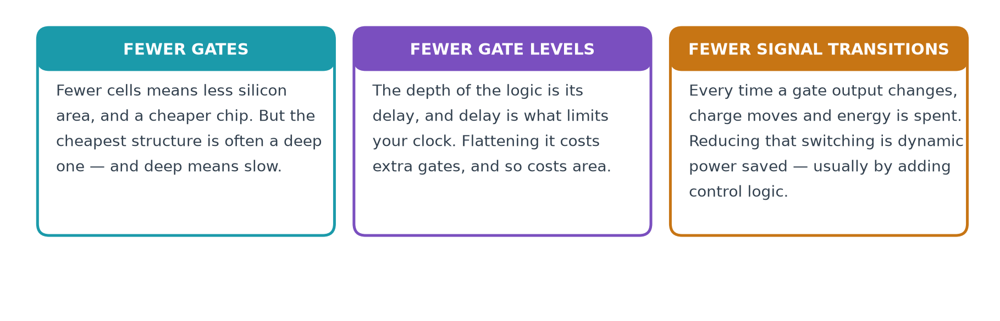 FEWER GATES
Fewer cells means less silicon
area, and a cheaper chip. But the
cheapest structure is often a deep
one — and deep means slow.
FEWER GATE LEVELS
The depth of the logic is its
delay, and delay is what limits
your clock. Flattening it costs
extra gates, and so costs area.
FEWER SIGNAL TRANSITIONS
Every time a gate output changes,
charge moves and energy is spent.
Reducing that switching is dynamic
power saved — usually by adding
control logic.